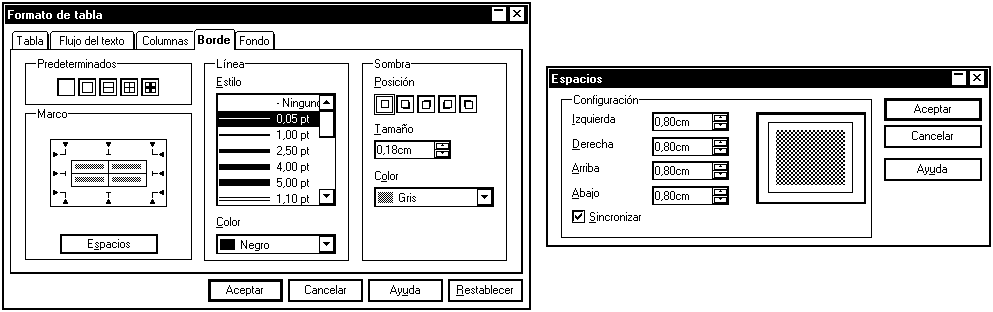 Formato de tabla
Tabla
Flujo del texto
Columnas
Borde
Fondo
Predeterminados
Marco
Espacios
Línea
Estilo
- Ninguno
0,05 pt
1,00 pt
2,50 pt
4,00 pt
5,00 pt
1,10 pt
Color
Negro
Sombra
Posición
Tamaño
0,18cm
Color
Gris
Aceptar
Cancelar
Ayuda
Restablecer
Espacios
Configuración
Izquierda 0,80cm
Derecha 0,80cm
Arriba 0,80cm
Abajo 0,80cm
Sincronizar
Aceptar
Cancelar
Ayuda